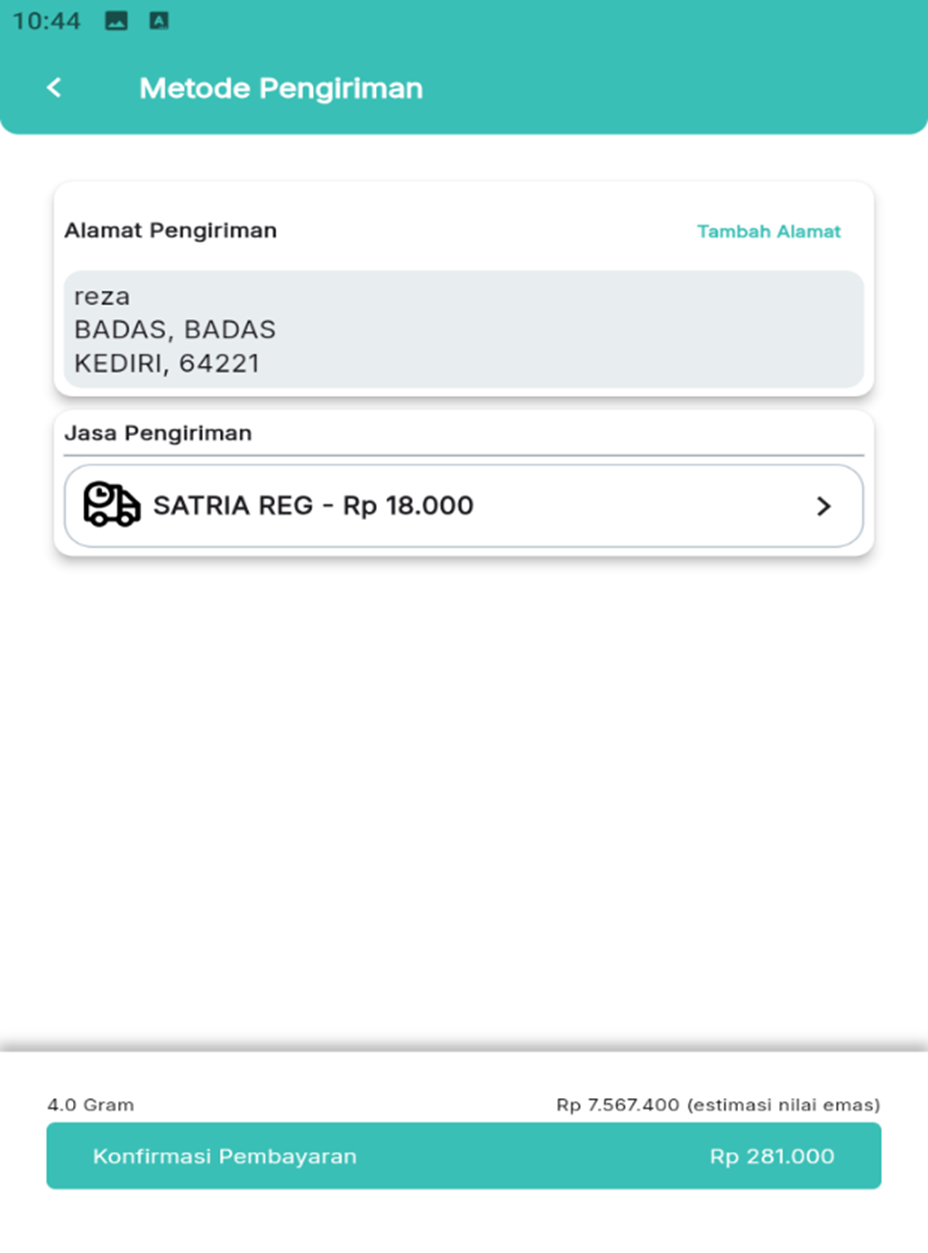 10:44
Metode Pengiriman
Alamat Pengiriman
Tambah Alamat
reza
BADAS, BADAS
KEDIRI, 64221
Jasa Pengiriman
SATRIA REG - Rp 18.000
4.0 Gram
Rp 7.567.400 (estimasi nilai emas)
Konfirmasi Pembayaran
Rp 281.000